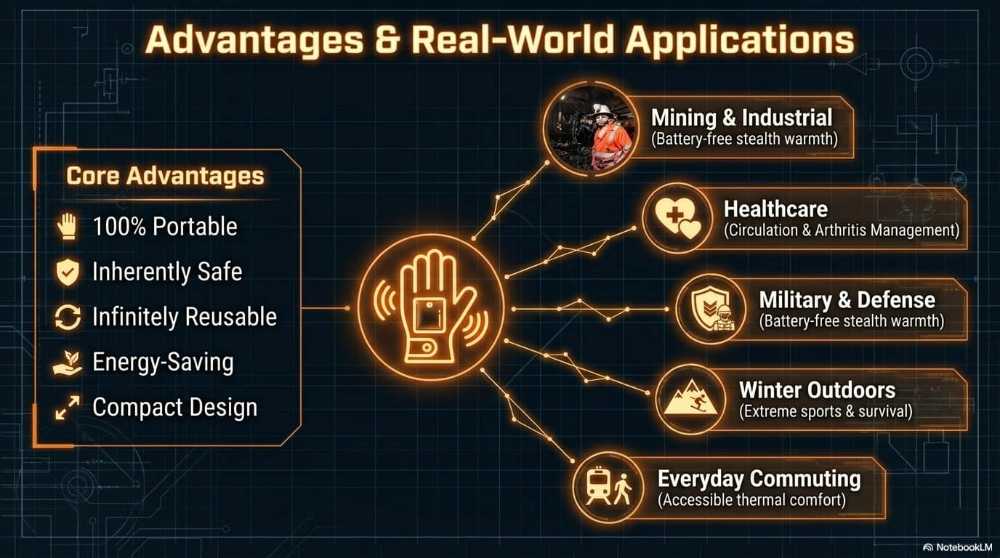 Advantages & Real-World Applications
Core Advantages
100% Portable
Inherently Safe
Infinitely Reusable
Energy-Saving
Compact Design
Mining & Industrial
(Battery-free stealth warmth)
Healthcare
(Circulation & Arthritis Management)
Military & Defense
(Battery-free stealth warmth)
Winter Outdoors
(Extreme sports & survival)
Everyday Commuting
(Accessible thermal comfort)
NotebookLM